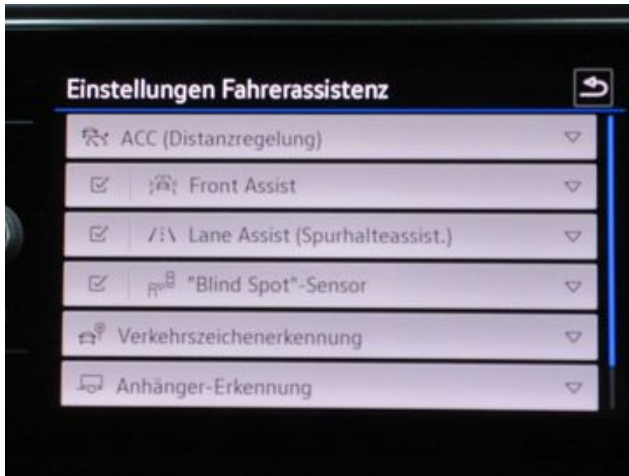 Einstellungen Fahrerassistenz
ACC (Distanzregelung)
Front Assist
Lane Assist (Spurhalteassist.)
"Blind Spot"-Sensor
Verkehrszeichenerkennung
Anhänger-Erkennung